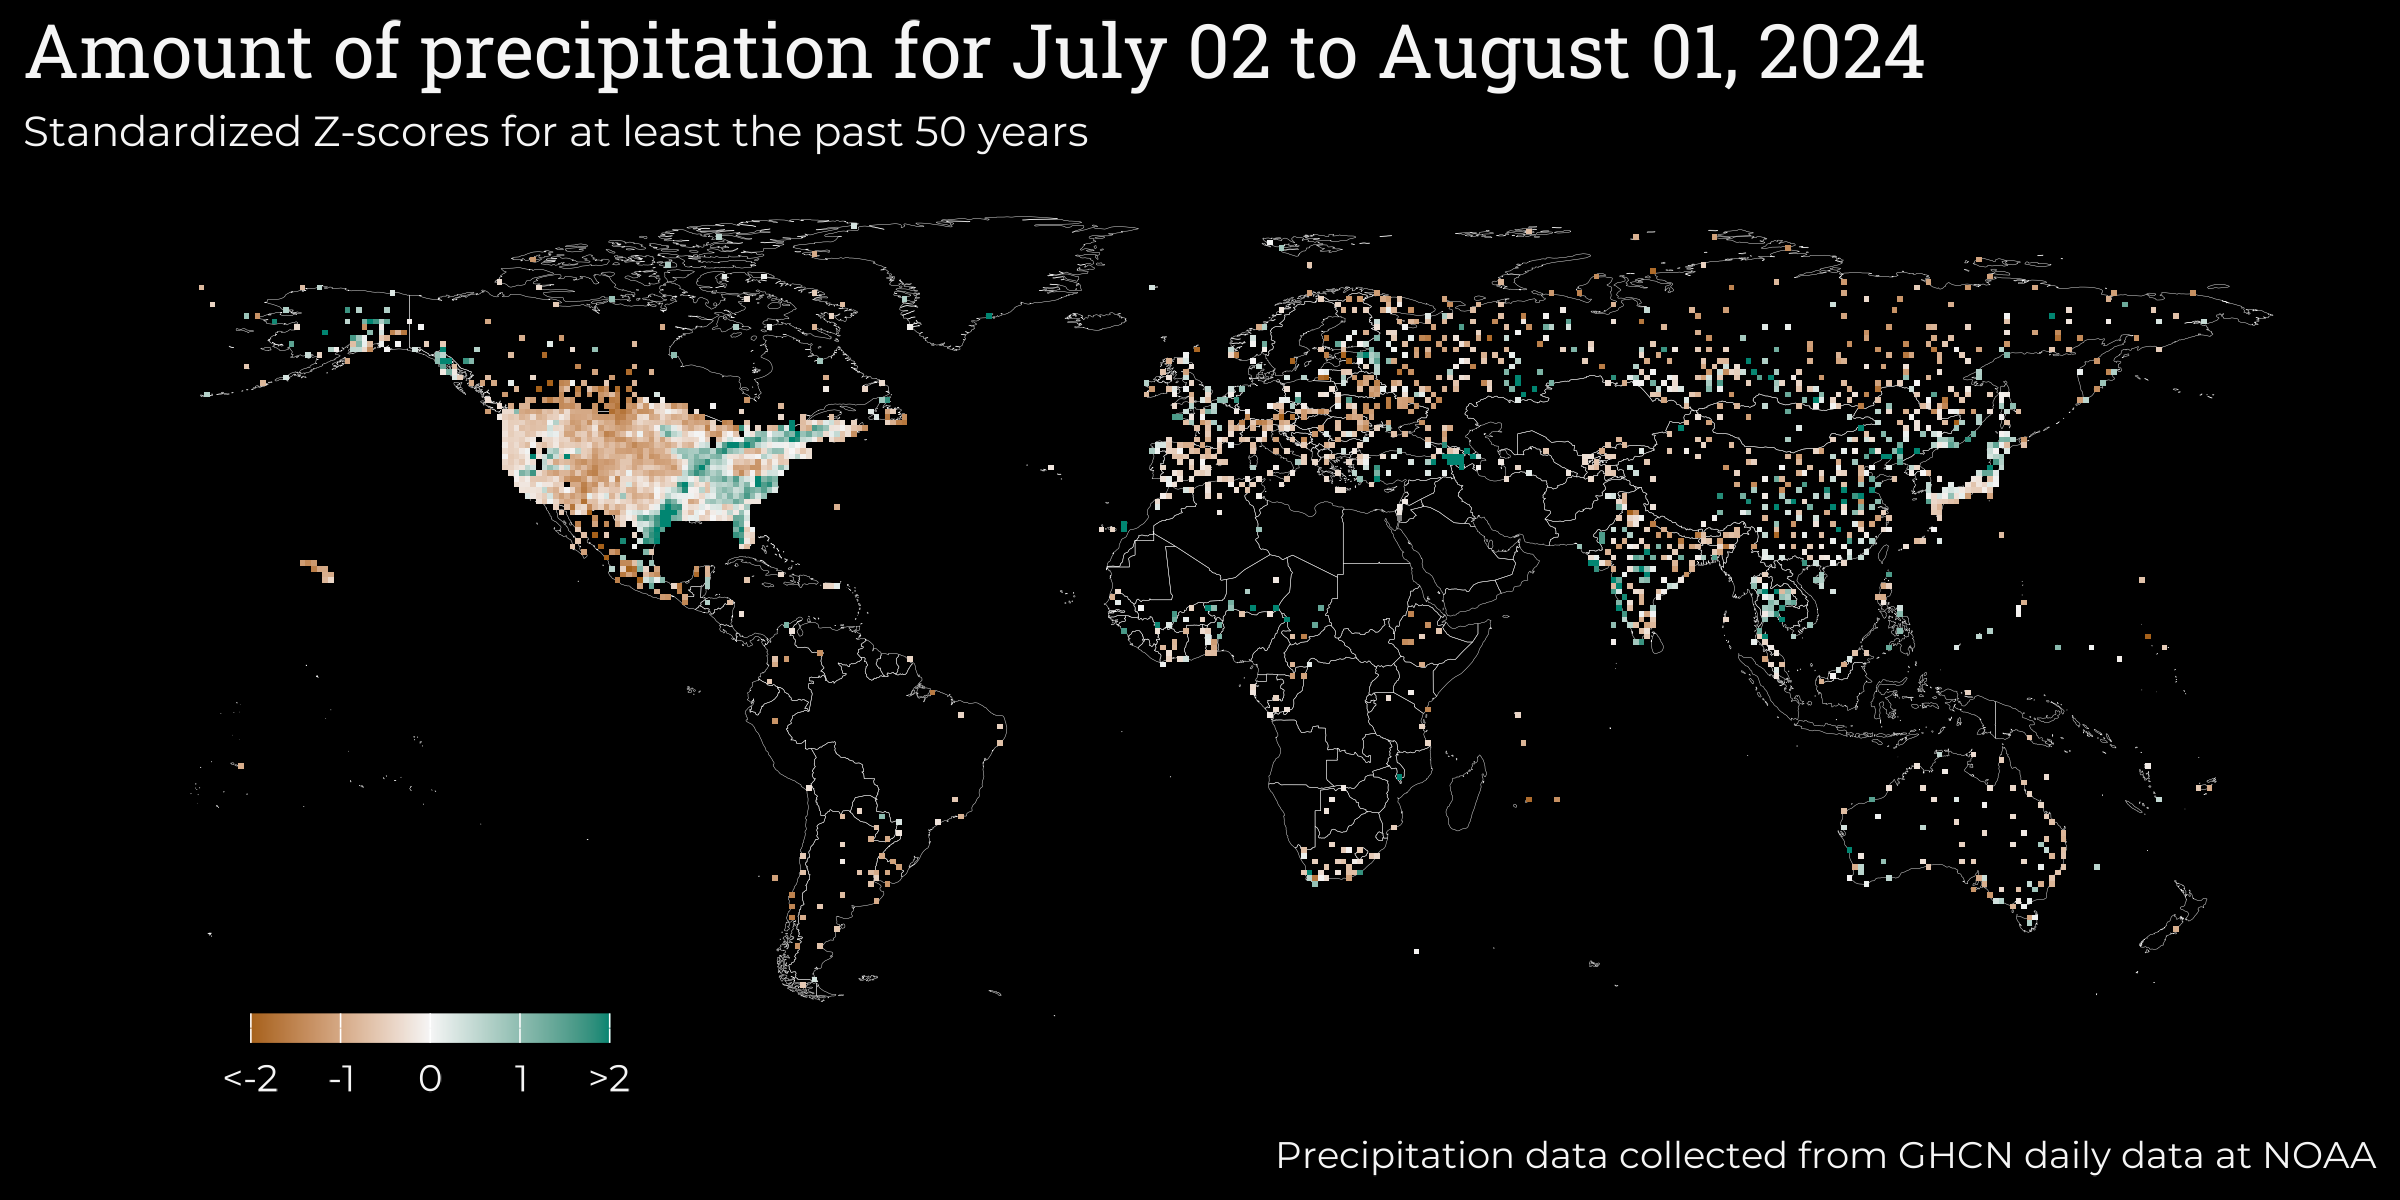 Amount of precipitation for July 02 to August 01, 2024
Standardized Z-scores for at least the past 50 years
<-2 -1 0 1 >2
Precipitation data collected from GHCN daily data at NOAA